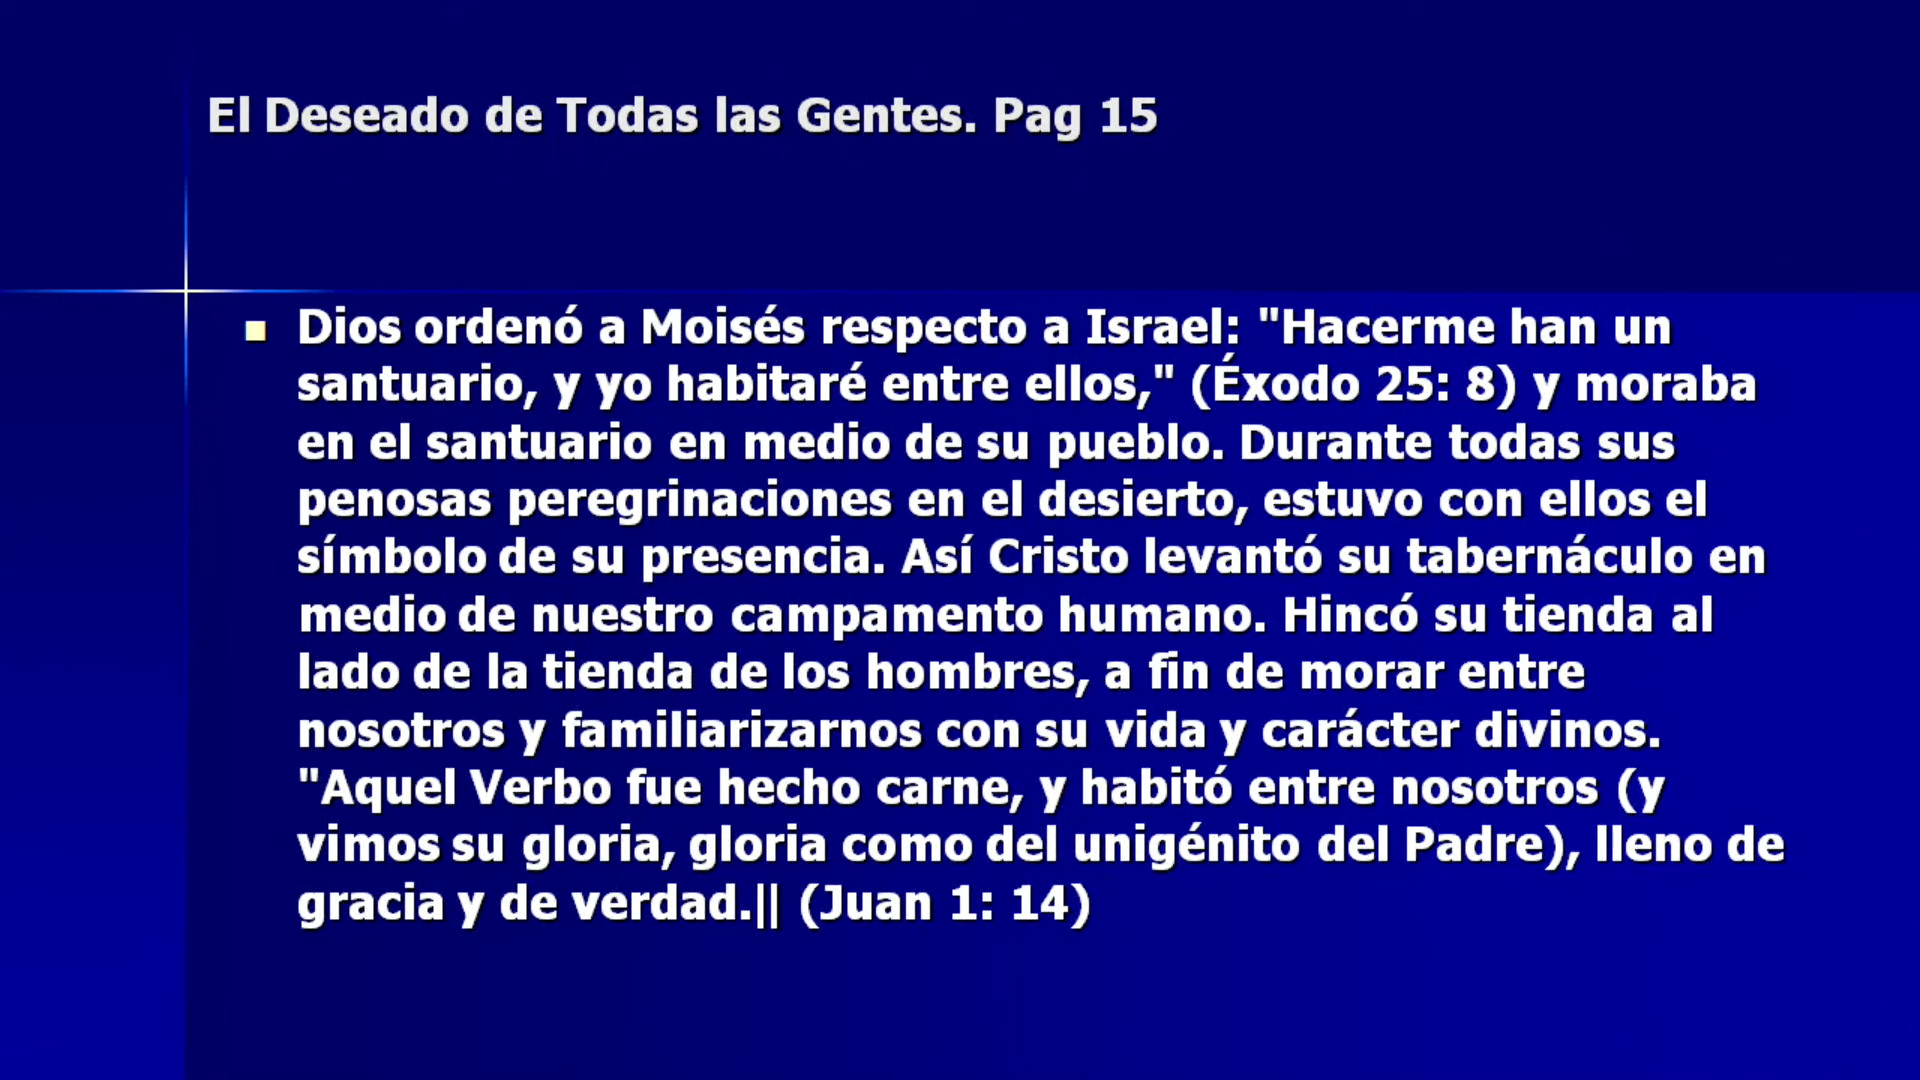 El Deseado de Todas las Gentes. Pag 15
Dios ordenó a Moisés respecto a Israel: "Hacerme han un
santuario, y yo habitaré entre ellos," (Éxodo 25: 8) y moraba
en el santuario en medio de su pueblo. Durante todas sus
penosas peregrinaciones en el desierto, estuvo con ellos el
símbolo de su presencia. Así Cristo levantó su tabernáculo en
medio de nuestro campamento humano. Hincó su tienda al
lado de la tienda de los hombres, a fin de morar entre
nosotros y familiarizarnos con su vida y carácter divinos.
"Aquel Verbo fue hecho carne, y habitó entre nosotros (y
vimos su gloria, gloria como del unigénito del Padre), lleno de
gracia y de verdad.‖ (Juan 1: 14)